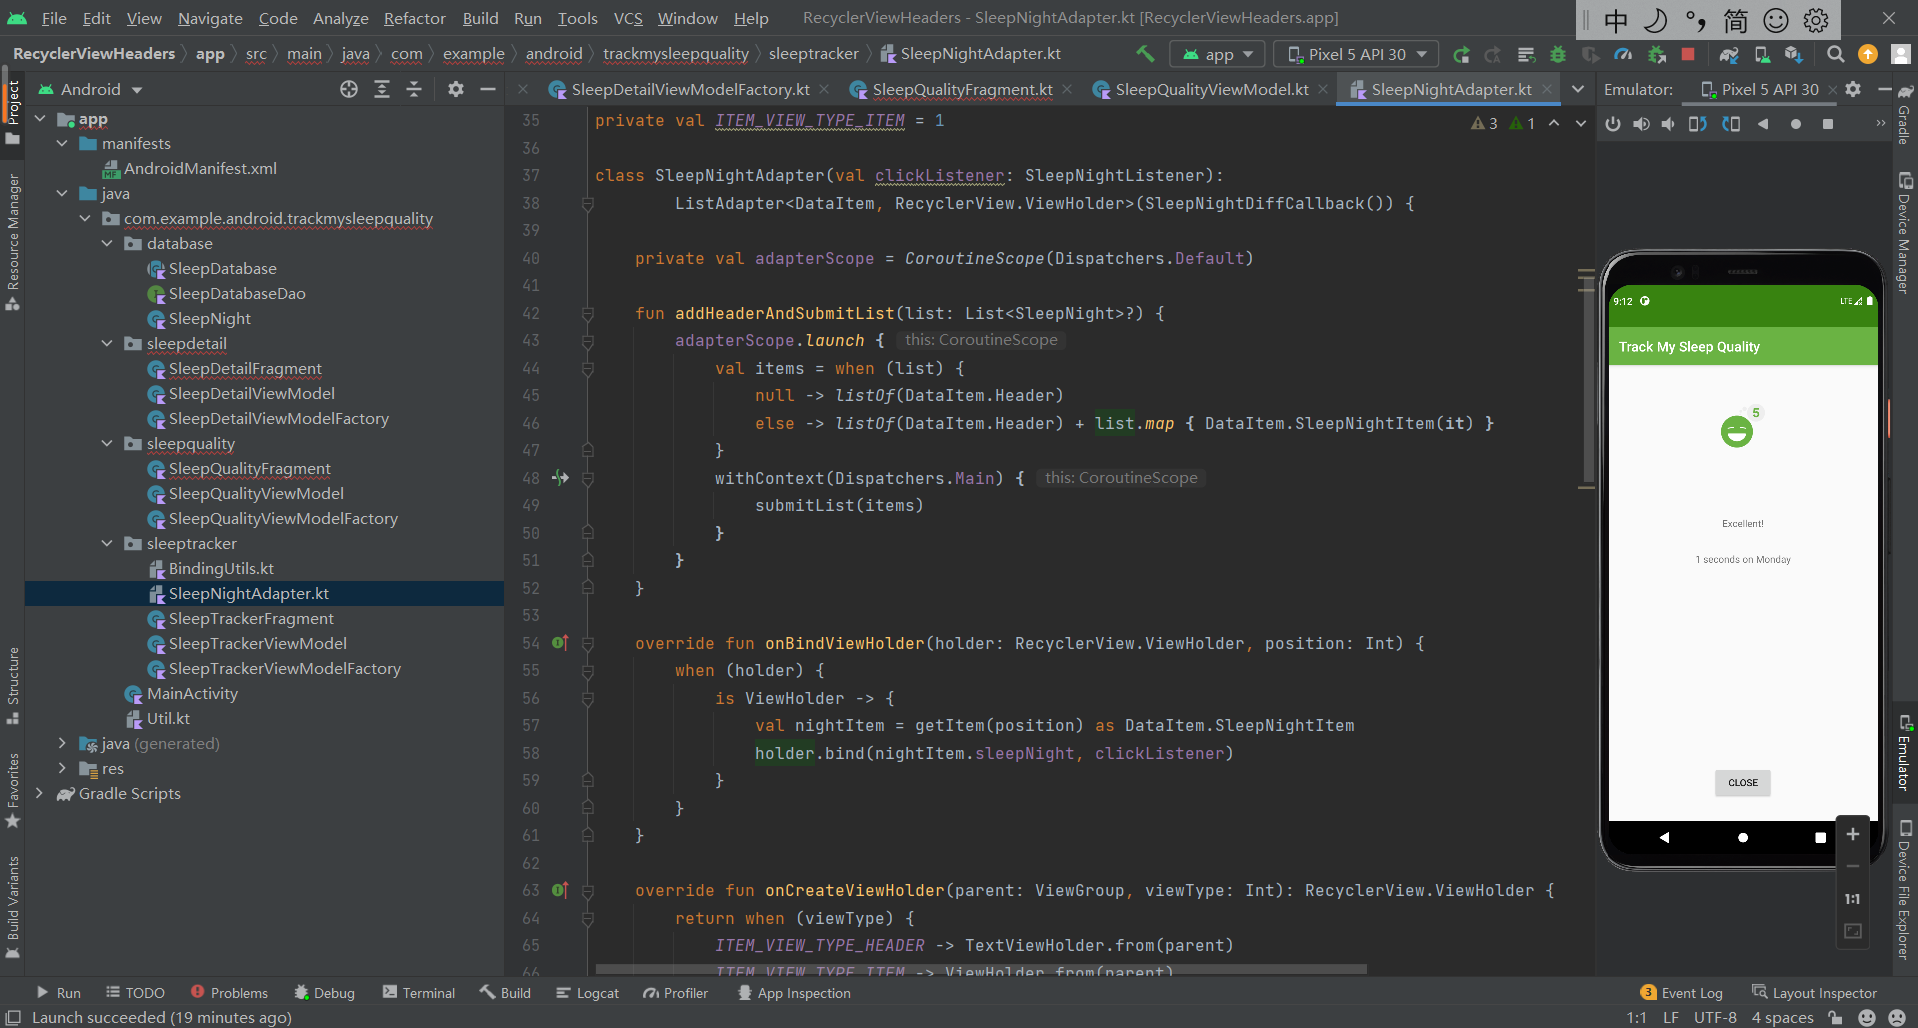 File Edit View Navigate Code Analyze Refactor Build Run Tools VCS Window Help RecyclerViewHeaders - SleepNightAdapter.kt [RecyclerViewHeaders.app]
中 简
RecyclerViewHeaders app src main java com example android trackmysleepquality sleeptracker SleepNightAdapter.kt
app Pixel 5 API 30
Android
SleepDetailViewModelFactory.kt SleepQualityFragment.kt SleepQualityViewModel.kt SleepNightAdapter.kt
Emulator: Pixel 5 API 30
Project
Resource Manager
Structure
Favorites
Build Variants
app
manifests
AndroidManifest.xml
java
com.example.android.trackmysleepquality
database
SleepDatabase
SleepDatabaseDao
SleepNight
sleepdetail
SleepDetailFragment
SleepDetailViewModel
SleepDetailViewModelFactory
sleepquality
SleepQualityFragment
SleepQualityViewModel
SleepQualityViewModelFactory
sleeptracker
BindingUtils.kt
SleepNightAdapter.kt
SleepTrackerFragment
SleepTrackerViewModel
SleepTrackerViewModelFactory
MainActivity
Util.kt
java (generated)
res
Gradle Scripts
3 1
35 private val ITEM_VIEW_TYPE_ITEM = 1
36
37 class SleepNightAdapter(val clickListener: SleepNightListener):
38 ListAdapter<DataItem, RecyclerView.ViewHolder>(SleepNightDiffCallback()) {
39
40 private val adapterScope = CoroutineScope(Dispatchers.Default)
41
42 fun addHeaderAndSubmitList(list: List<SleepNight>?) {
43 adapterScope.launch { this: CoroutineScope
44 val items = when (list) {
45 null -> listOf(DataItem.Header)
46 else -> listOf(DataItem.Header) + list.map { DataItem.SleepNightItem(it) }
47 }
48 withContext(Dispatchers.Main) { this: CoroutineScope
49 submitList(items)
50 }
51 }
52 }
53
54 override fun onBindViewHolder(holder: RecyclerView.ViewHolder, position: Int) {
55 when (holder) {
56 is ViewHolder -> {
57 val nightItem = getItem(position) as DataItem.SleepNightItem
58 holder.bind(nightItem.sleepNight, clickListener)
59 }
60 }
61 }
62
63 override fun onCreateViewHolder(parent: ViewGroup, viewType: Int): RecyclerView.ViewHolder {
64 return when (viewType) {
65 ITEM_VIEW_TYPE_HEADER -> TextViewHolder.from(parent)
66 ITEM_VIEW_TYPE_ITEM -> ViewHolder.from(parent)
9:12 LTE
Track My Sleep Quality
5
Excellent!
1 seconds on Monday
CLOSE
1:1
Gradle
Device Manager
Emulator
Device File Explorer
Run TODO Problems Debug Terminal Build Logcat Profiler App Inspection
3 Event Log Layout Inspector
Launch succeeded (19 minutes ago)
1:1 LF UTF-8 4 spaces